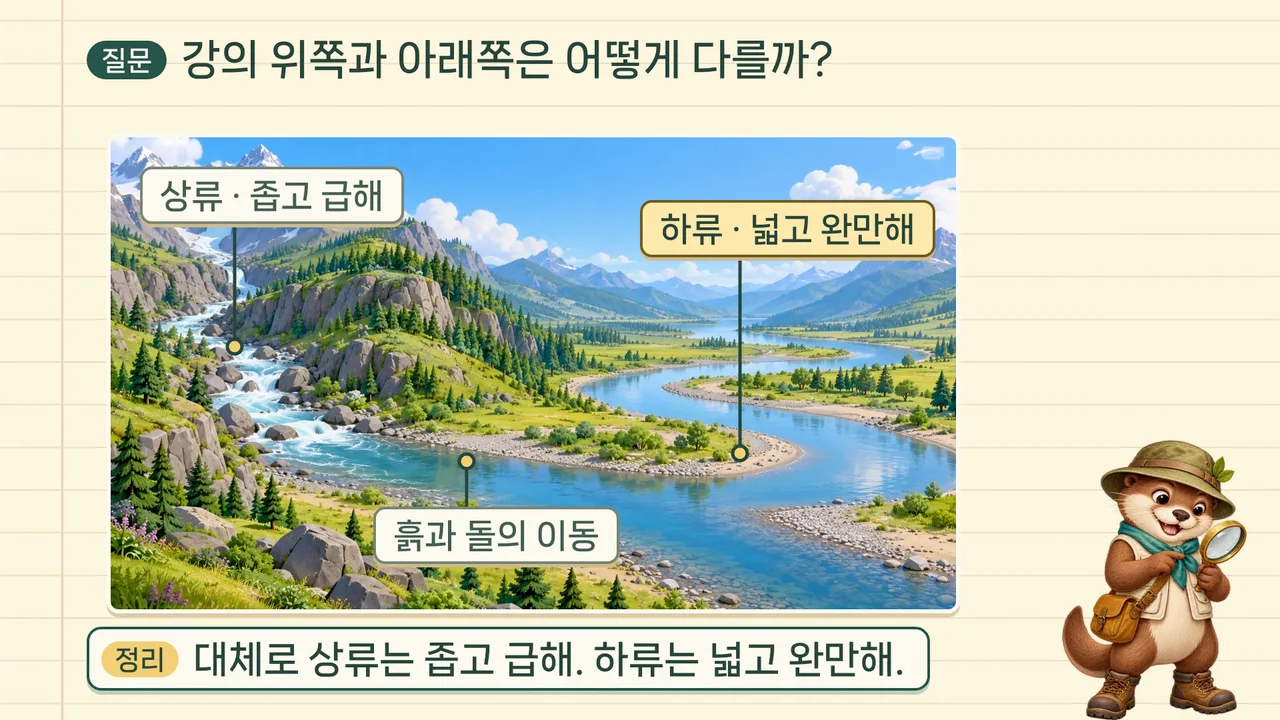 질문 강의 위쪽과 아래쪽은 어떻게 다를까?
상류 · 좁고 급해
하류 · 넓고 완만해
흙과 돌의 이동
정리 대체로 상류는 좁고 급해. 하류는 넓고 완만해.